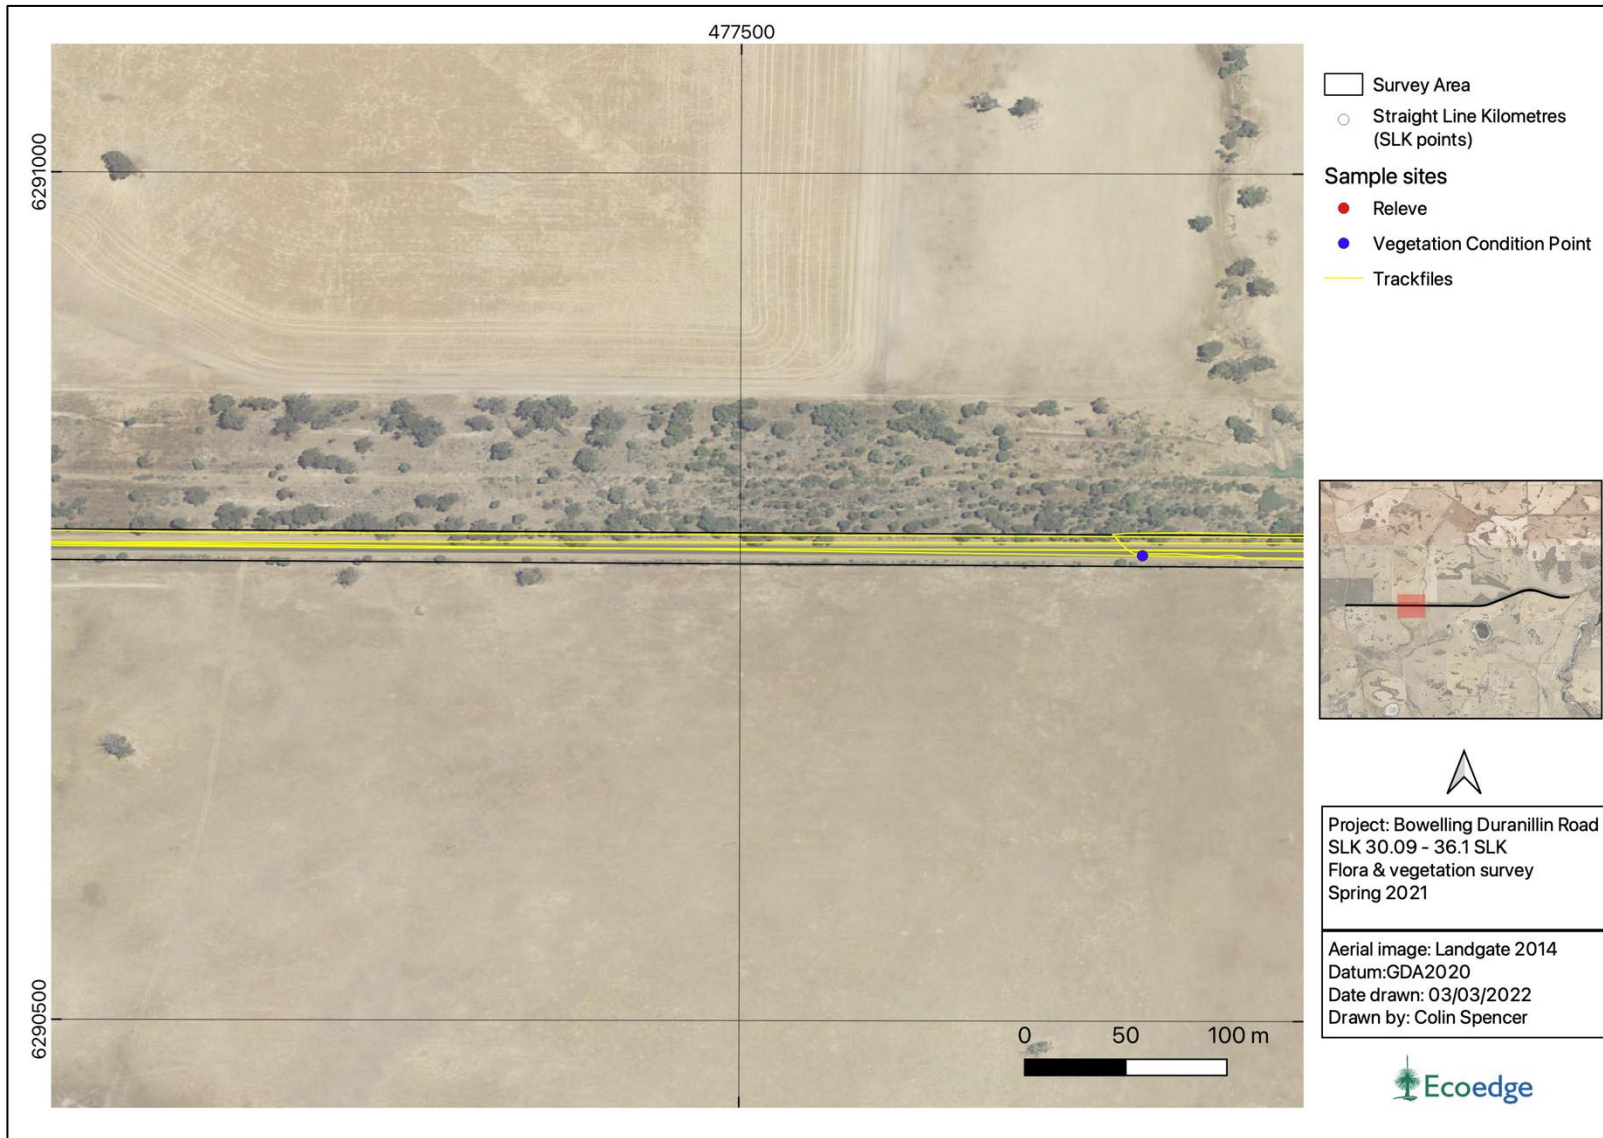 477500
6291000
6290500
0 50 100 m
Survey Area
Straight Line Kilometres
(SLK points)
Sample sites
Releve
Vegetation Condition Point
Trackfiles
Project: Bowelling Duranillin Road
SLK 30.09 - 36.1 SLK
Flora & vegetation survey
Spring 2021
Aerial image: Landgate 2014
Datum:GDA2020
Date drawn: 03/03/2022
Drawn by: Colin Spencer
Ecoedge